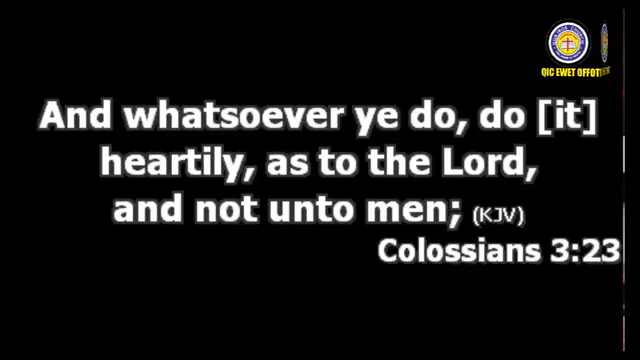 QIC EWET OFFOT
And whatsoever ye do, do [it]
heartily, as to the Lord,
and not unto men; (KJV)
Colossians 3:23